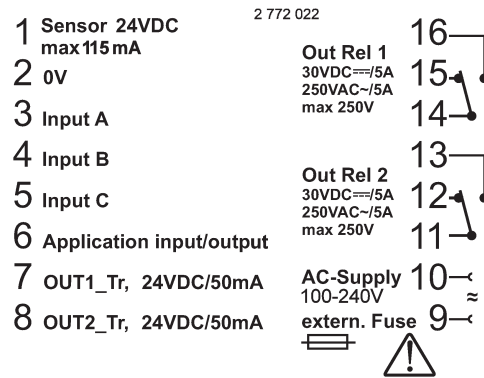 2 772 022
1 Sensor 24VDC
max 115 mA
2 0V
3 Input A
4 Input B
5 Input C
6 Application input/output
7 OUT1_Tr, 24VDC/50mA
8 OUT2_Tr, 24VDC/50mA
16
Out Rel 1
30VDC⎓/5A 15
250VAC~/5A
max 250V 14
13
Out Rel 2
30VDC⎓/5A 12
250VAC~/5A
max 250V 11
AC-Supply 10
100-240V ≈
extern. Fuse 9
!